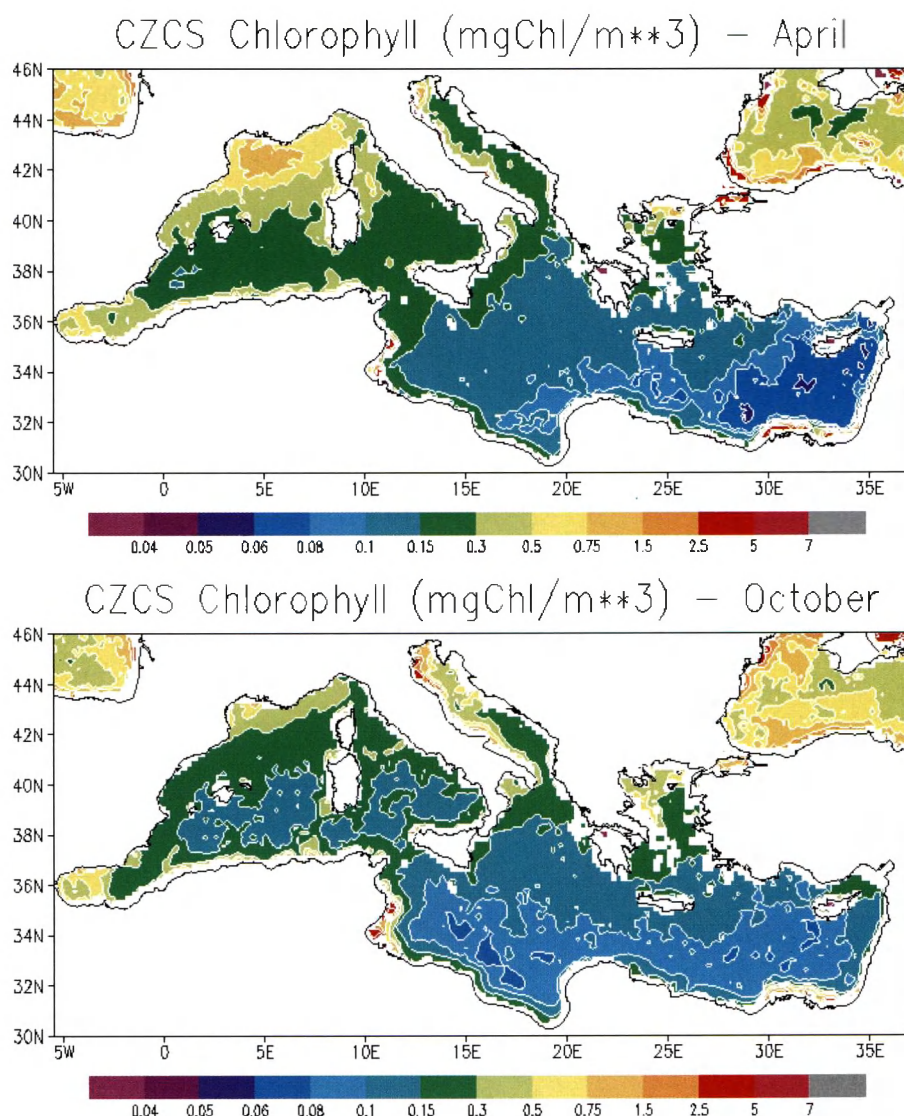 CZCS Chlorophyll (mgChl/m**3) – April
46N
44N
42N
40N
38N
36N
34N
32N
30N
5W 0 5E 10E 15E 20E 25E 30E 35E
0.04 0.05 0.06 0.08 0.1 0.15 0.3 0.5 0.75 1.5 2.5 5 7
CZCS Chlorophyll (mgChl/m**3) – October
46N
44N
42N
40N
38N
36N
34N
32N
30N
5W 0 5E 10E 15E 20E 25E 30E 35E
0.04 0.05 0.06 0.08 0.1 0.15 0.3 0.5 0.75 1.5 2.5 5 7